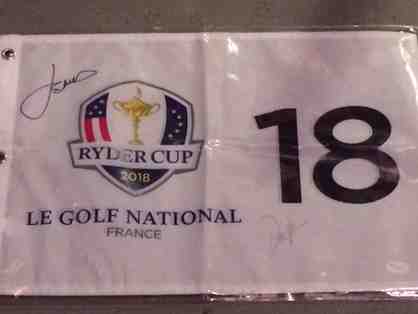 RYDER CUP
2018
LE GOLF NATIONAL
FRANCE
18